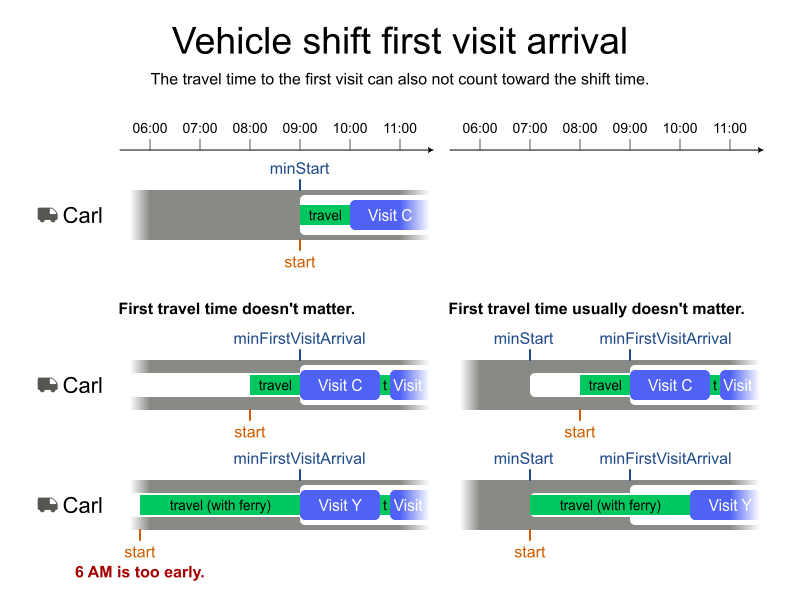 Vehicle shift first visit arrival
The travel time to the first visit can also not count toward the shift time.
06:00 07:00 08:00 09:00 10:00 11:00 06:00 07:00 08:00 09:00 10:00 11:00
minStart
Carl travel Visit C
start
First travel time doesn't matter. First travel time usually doesn't matter.
minFirstVisitArrival minStart minFirstVisitArrival
Carl travel Visit C t Visit travel Visit C t Visit
start start
minFirstVisitArrival minStart minFirstVisitArrival
Carl travel (with ferry) Visit Y t Visit travel (with ferry) Visit Y
start start
6 AM is too early.